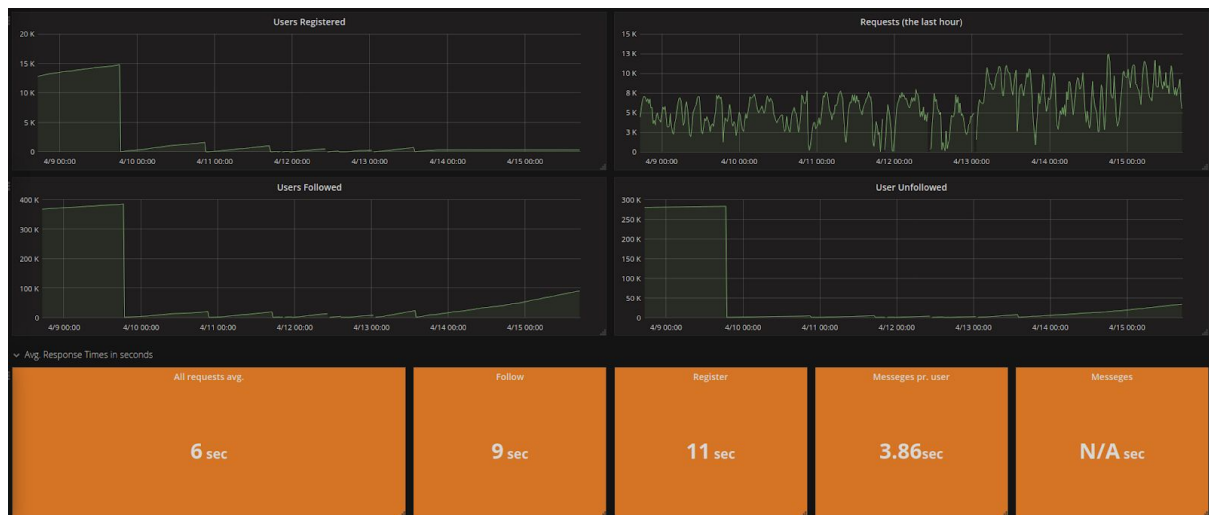 Users Registered
20 K
15 K
10 K
5 K
0
4/9 00:00 4/10 00:00 4/11 00:00 4/12 00:00 4/13 00:00 4/14 00:00 4/15 00:00
Requests (the last hour)
15 K
13 K
10 K
8 K
5 K
3 K
0
4/9 00:00 4/10 00:00 4/11 00:00 4/12 00:00 4/13 00:00 4/14 00:00 4/15 00:00
Users Followed
400 K
300 K
200 K
100 K
0
4/9 00:00 4/10 00:00 4/11 00:00 4/12 00:00 4/13 00:00 4/14 00:00 4/15 00:00
User Unfollowed
300 K
250 K
200 K
150 K
100 K
50 K
0
4/9 00:00 4/10 00:00 4/11 00:00 4/12 00:00 4/13 00:00 4/14 00:00 4/15 00:00
Avg. Response Times in seconds
All requests avg.
6 sec
Follow
9 sec
Register
11 sec
Messeges pr. user
3.86sec
Messeges
N/A sec